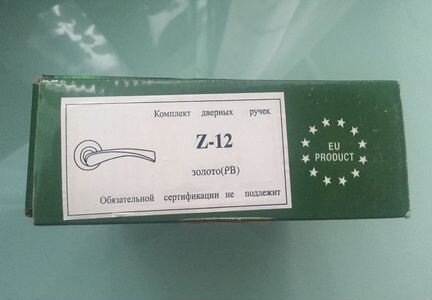 Комплект дверных ручек
Z-12
золото(PB)
Обязательной сертификации не подлежит
EU
PRODUCT